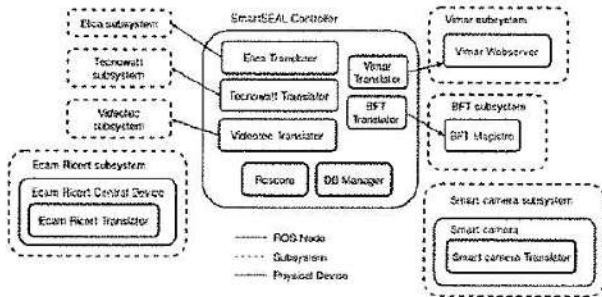 Elica subsystem
SmartSEAL Controller
Vimar subsystem
Elica Translator
Vimar
Translator
Vimar Webserver
Tecnowatt
subsystem
Tecnowatt Translator
BFT
Translator
BFT subsystem
BFT Magistro
Videotec
subsystem
Videotec Translator
Ecam Ricert subsystem
Ecam Ricert Central Device
Ecam Ricert Translator
Roscore
DB Manager
Smart camera subsystem
Smart camera
Smart camera Translator
ROS Node
Subsystem
Physical Device